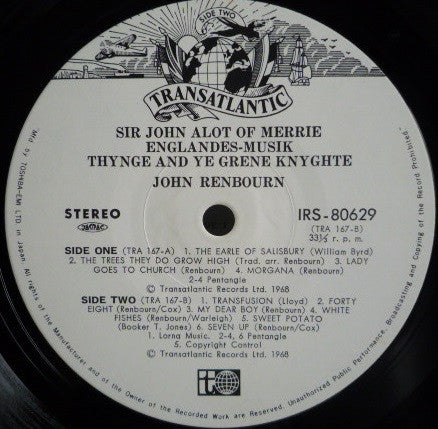 SIDE TWO
TRANSATLANTIC
SIR JOHN ALOT OF MERRIE
ENGLANDES-MUSIK
THYNGE AND YE GRENE KNYGHTE
JOHN RENBOURN
STEREO
IRS-80629
(TRA 167-B)
33⅓ r. p. m.
SIDE ONE (TRA 167-A) 1. THE EARLE OF SALISBURY (William Byrd)
2. THE TREES THEY DO GROW HIGH (Trad. arr. Renbourn) 3. LADY
GOES TO CHURCH (Renbourn) 4. MORGANA (Renbourn)
2-4 Pentangle
Ⓒ Transatlantic Records Ltd. 1968
SIDE TWO (TRA 167-B) 1. TRANSFUSION (Lloyd) 2. FORTY
EIGHT (Renbourn/Cox) 3. MY DEAR BOY (Renbourn) 4. WHITE
FISHES (Renbourn/Warleigh) 5. SWEET POTATO
(Booker T. Jones) 6. SEVEN UP (Renbourn/Cox)
1. Lorna Music. 2-4, 6 Pentangle
5. Copyright Control
Ⓒ Transatlantic Records Ltd. 1968
Mfd by TOSHIBA-EMI LTD in Japan. All rights of the Manufacturer and of the Owner of the Recorded Work are Reserved. Unauthorized Public Performance, Broadcasting and Copying of the Record Prohibited.